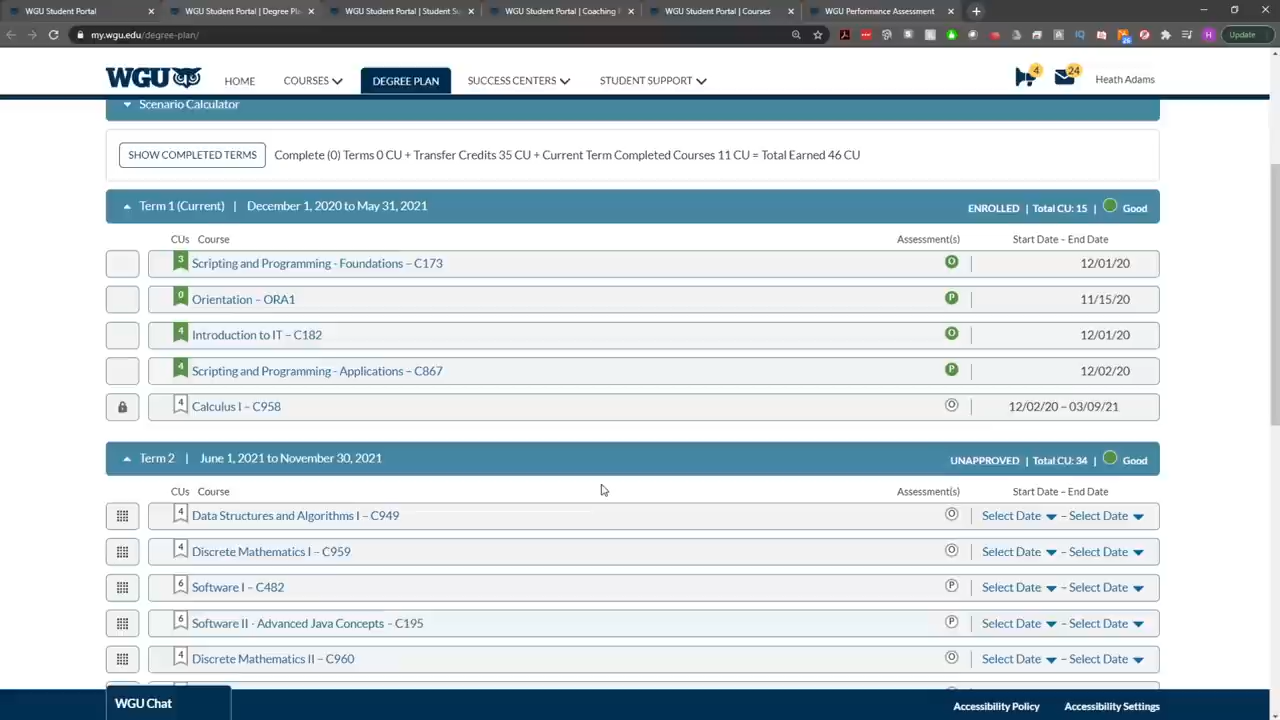 WGU Student Portal
WGU Student Portal | Degree Pl
WGU Student Portal | Student Su
WGU Student Portal | Coaching
WGU Student Portal | Courses
WGU Performance Assessment
my.wgu.edu/degree-plan/
H
Update
WGU
HOME
COURSES
DEGREE PLAN
SUCCESS CENTERS
STUDENT SUPPORT
4
24
Heath Adams
Scenario Calculator
SHOW COMPLETED TERMS
Complete (0) Terms 0 CU + Transfer Credits 35 CU + Current Term Completed Courses 11 CU = Total Earned 46 CU
Term 1 (Current) | December 1, 2020 to May 31, 2021
ENROLLED | Total CU: 15 | Good
CUs Course Assessment(s) Start Date – End Date
3 Scripting and Programming - Foundations – C173 O | 12/01/20
0 Orientation – ORA1 P | 11/15/20
4 Introduction to IT – C182 O | 12/01/20
4 Scripting and Programming - Applications – C867 P | 12/02/20
4 Calculus I – C958 O | 12/02/20 – 03/09/21
Term 2 | June 1, 2021 to November 30, 2021
UNAPPROVED | Total CU: 34 | Good
CUs Course Assessment(s) Start Date – End Date
4 Data Structures and Algorithms I – C949 O | Select Date – Select Date
4 Discrete Mathematics I – C959 O | Select Date – Select Date
6 Software I – C482 P | Select Date – Select Date
6 Software II - Advanced Java Concepts – C195 P | Select Date – Select Date
4 Discrete Mathematics II – C960 O | Select Date – Select Date
WGU Chat
Accessibility Policy
Accessibility Settings